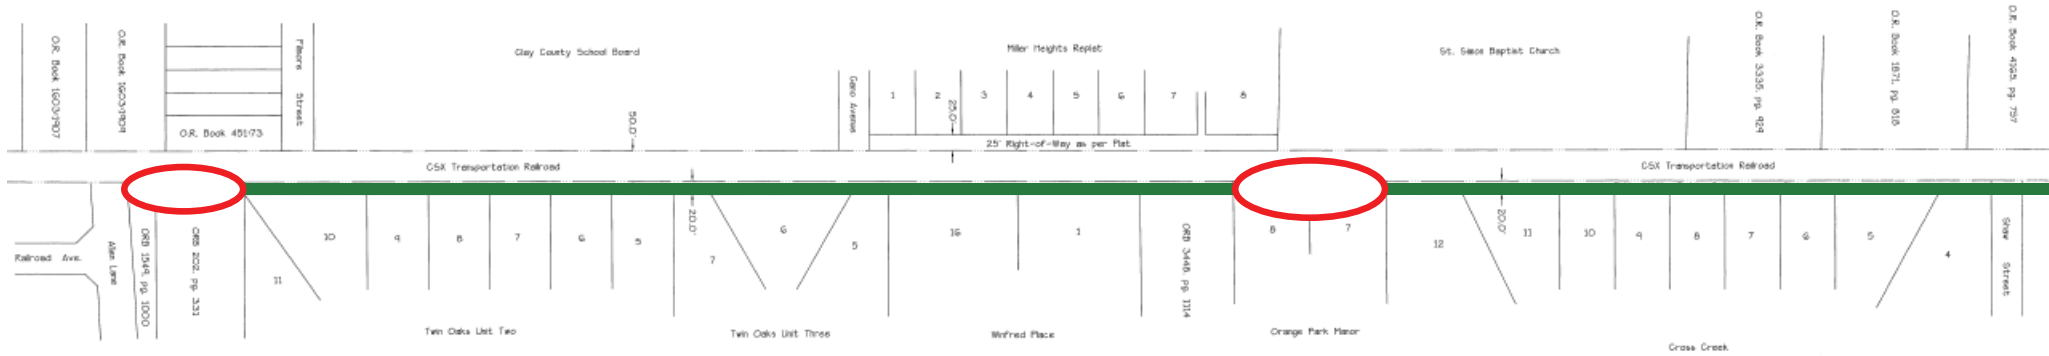 O.R. Book 1603-1907
O.R. Book 1603-1909
O.R. Book 451-73
Filmore Street
Clay County School Board
50.0'
Gano Avenue
Miller Heights Replat
1
2
3
4
5
6
7
8
25.0'
25' Right-of-Way as per Plat
St. Simon Baptist Church
O.R. Book 3335, pg. 929
O.R. Book 1871, pg. 818
O.R. Book 4165, pg. 757
CSX Transportation Railroad
CSX Transportation Railroad
Railroad Ave.
Allen Lane
ORB 1549, pg. 1000
ORB 202, pg. 331
11
10
9
8
7
6
5
20.0'
7
6
5
16
1
ORB 3448, pg. 1114
8
7
12
20.0'
11
10
9
8
7
6
5
4
Shaw Street
Twin Oaks Unit Two
Twin Oaks Unit Three
Winfred Place
Orange Park Manor
Cross Creek